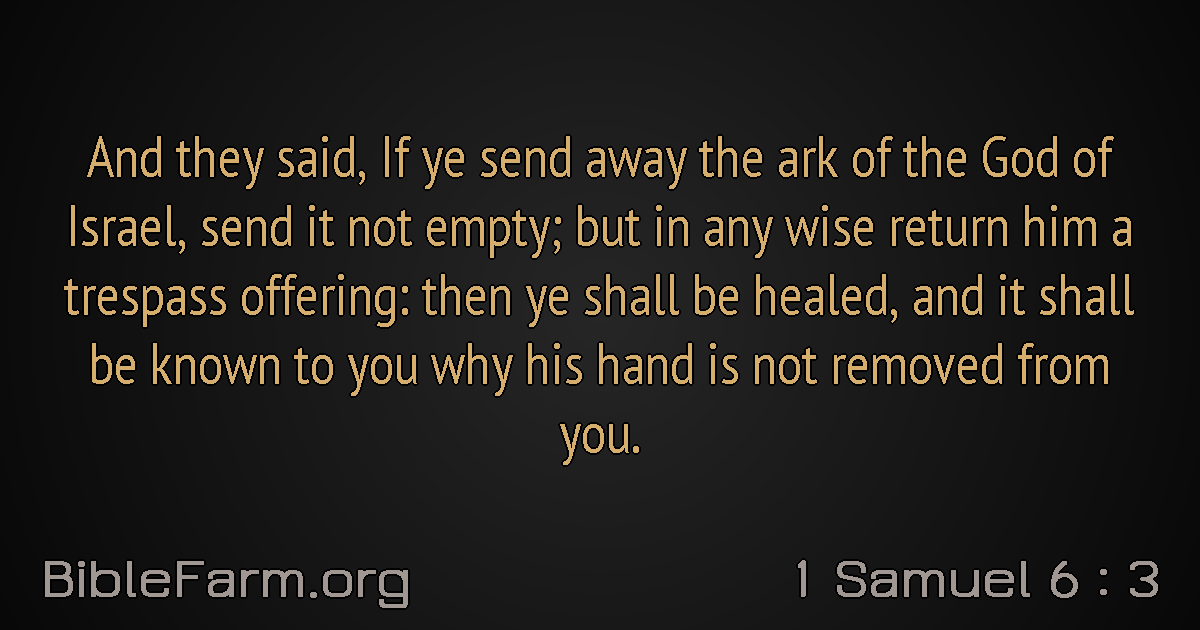 And they said, If ye send away the ark of the God of
Israel, send it not empty; but in any wise return him a
trespass offering: then ye shall be healed, and it shall
be known to you why his hand is not removed from
you.
BibleFarm.org
1 Samuel 6 : 3